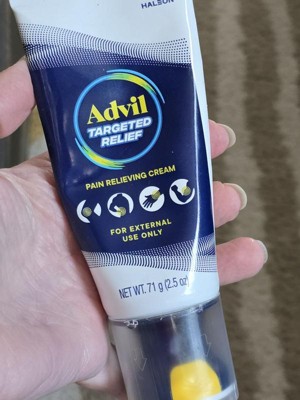 HALEON
Advil
TARGETED
RELIEF
PAIN RELIEVING CREAM
FOR EXTERNAL
USE ONLY
NET WT. 71 g (2.5 oz)